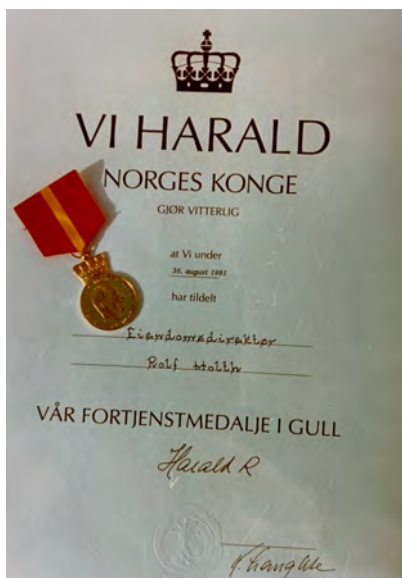 VI HARALD
NORGES KONGE
GJØR VITTERLIG
at Vi under
30. august 1991
har tildelt
Eiendomsdirektør
Rolf Holth
VÅR FORTJENSTMEDALJE I GULL
Harald R